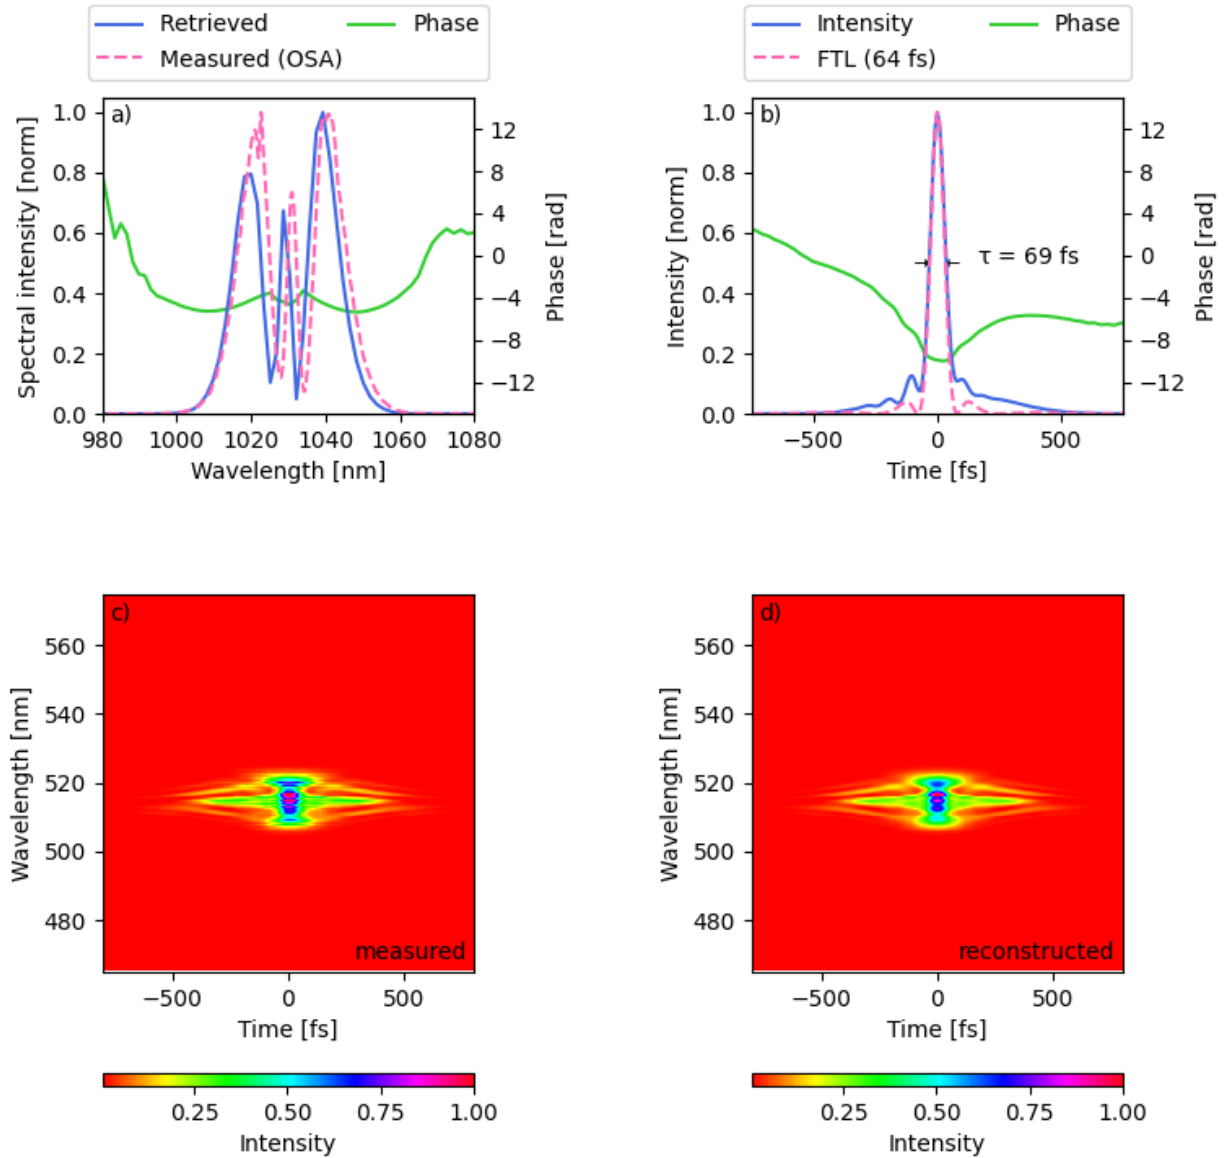 Retrieved
Phase
Measured (OSA)
Intensity
Phase
FTL (64 fs)
a)
1.0
0.8
0.6
0.4
0.2
0.0
Spectral intensity [norm]
12
8
4
0
−4
−8
−12
Phase [rad]
980 1000 1020 1040 1060 1080
Wavelength [nm]
b)
1.0
0.8
0.6
0.4
0.2
0.0
Intensity [norm]
τ = 69 fs
12
8
4
0
−4
−8
−12
Phase [rad]
−500 0 500
Time [fs]
c)
560
540
520
500
480
Wavelength [nm]
measured
−500 0 500
Time [fs]
d)
560
540
520
500
480
Wavelength [nm]
reconstructed
−500 0 500
Time [fs]
0.25 0.50 0.75 1.00
Intensity
0.25 0.50 0.75 1.00
Intensity